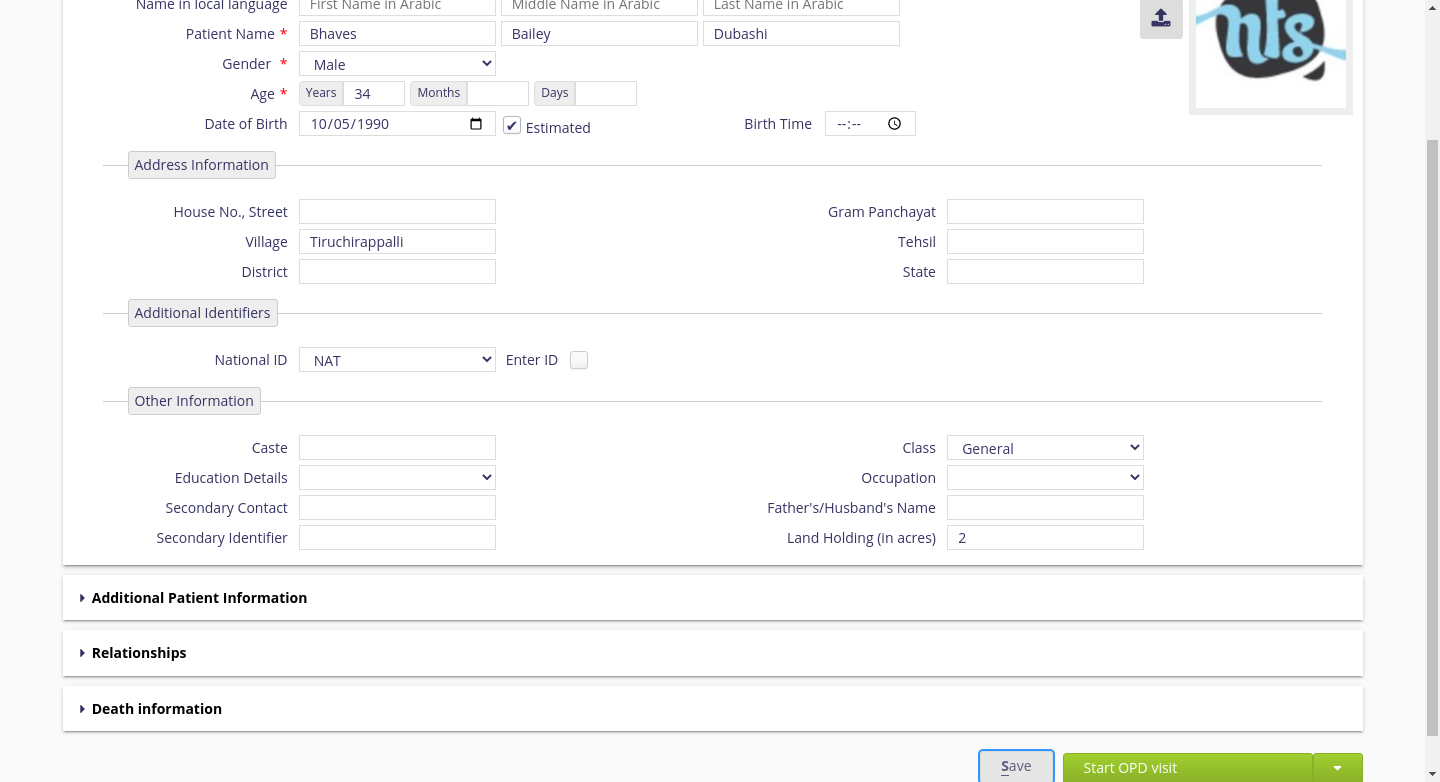 Name in local language First Name in Arabic Middle Name in Arabic Last Name in Arabic
Patient Name * Bhaves Bailey Dubashi
Gender * Male
Age * Years 34 Months Days
Date of Birth 10/05/1990 Estimated Birth Time --:--
Address Information
House No., Street Gram Panchayat
Village Tiruchirappalli Tehsil
District State
Additional Identifiers
National ID NAT Enter ID
Other Information
Caste Class General
Education Details Occupation
Secondary Contact Father's/Husband's Name
Secondary Identifier Land Holding (in acres) 2
Additional Patient Information
Relationships
Death information
Save Start OPD visit
nts